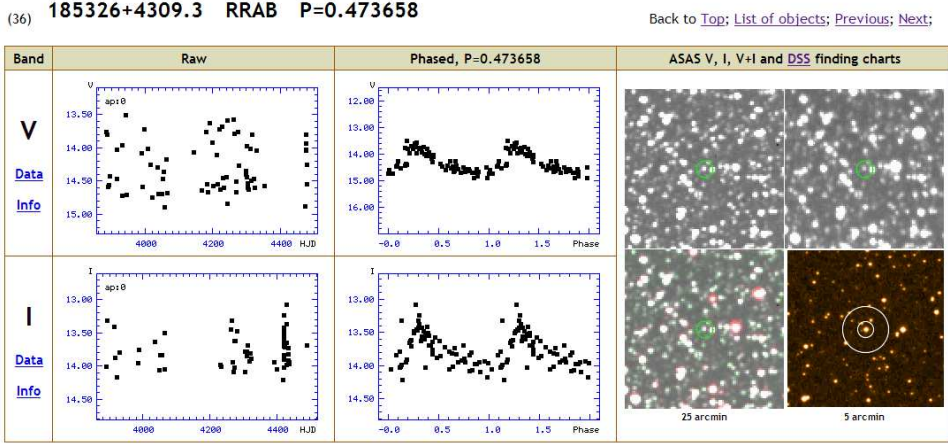 (36) 185326+4309.3 RRAB P=0.473658
Back to Top; List of objects; Previous; Next;
Band Raw Phased, P=0.473658 ASAS V, I, V+I and DSS finding charts
V
Data
Info
V
ap:0
13.50
14.00
14.50
15.00
4000 4200 4400 HJD
V
12.00
13.00
14.00
15.00
16.00
-0.0 0.5 1.0 1.5 Phase
I
Data
Info
I
ap:0
13.00
13.50
14.00
14.50
4000 4200 4400 HJD
I
13.00
14.00
-0.0 0.5 1.0 1.5 Phase
25 arcmin 5 arcmin